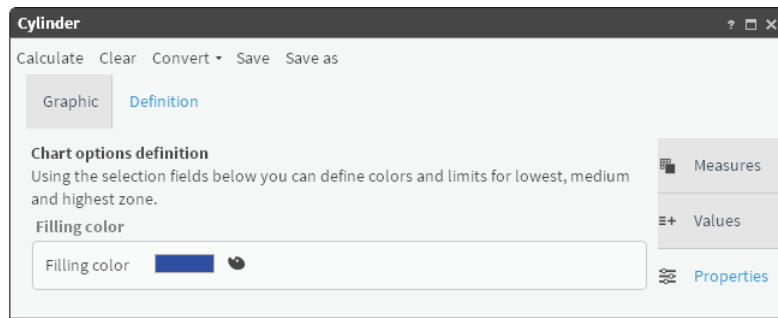 Cylinder
?
Calculate Clear Convert Save Save as
Graphic Definition
Chart options definition
Using the selection fields below you can define colors and limits for lowest, medium
and highest zone.
Filling color
Filling color
Measures
Values
Properties